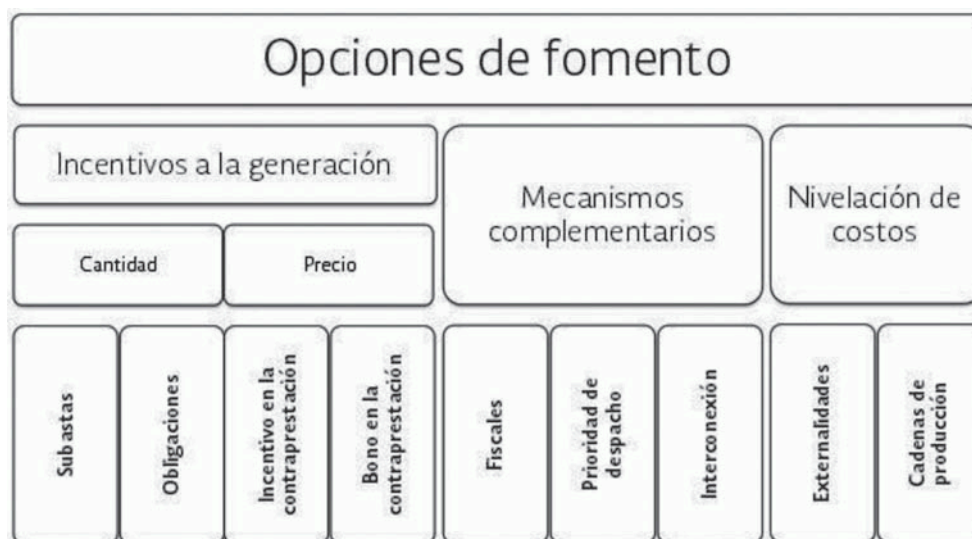 Opciones de fomento
Incentivos a la generación
Mecanismos
complementarios
Nivelación de
costos
Cantidad
Precio
Subastas
Obligaciones
Incentivo en la
contraprestación
Bono en la
contraprestación
Fiscales
Prioridad de
despacho
Interconexión
Externalidades
Cadenas de
producción